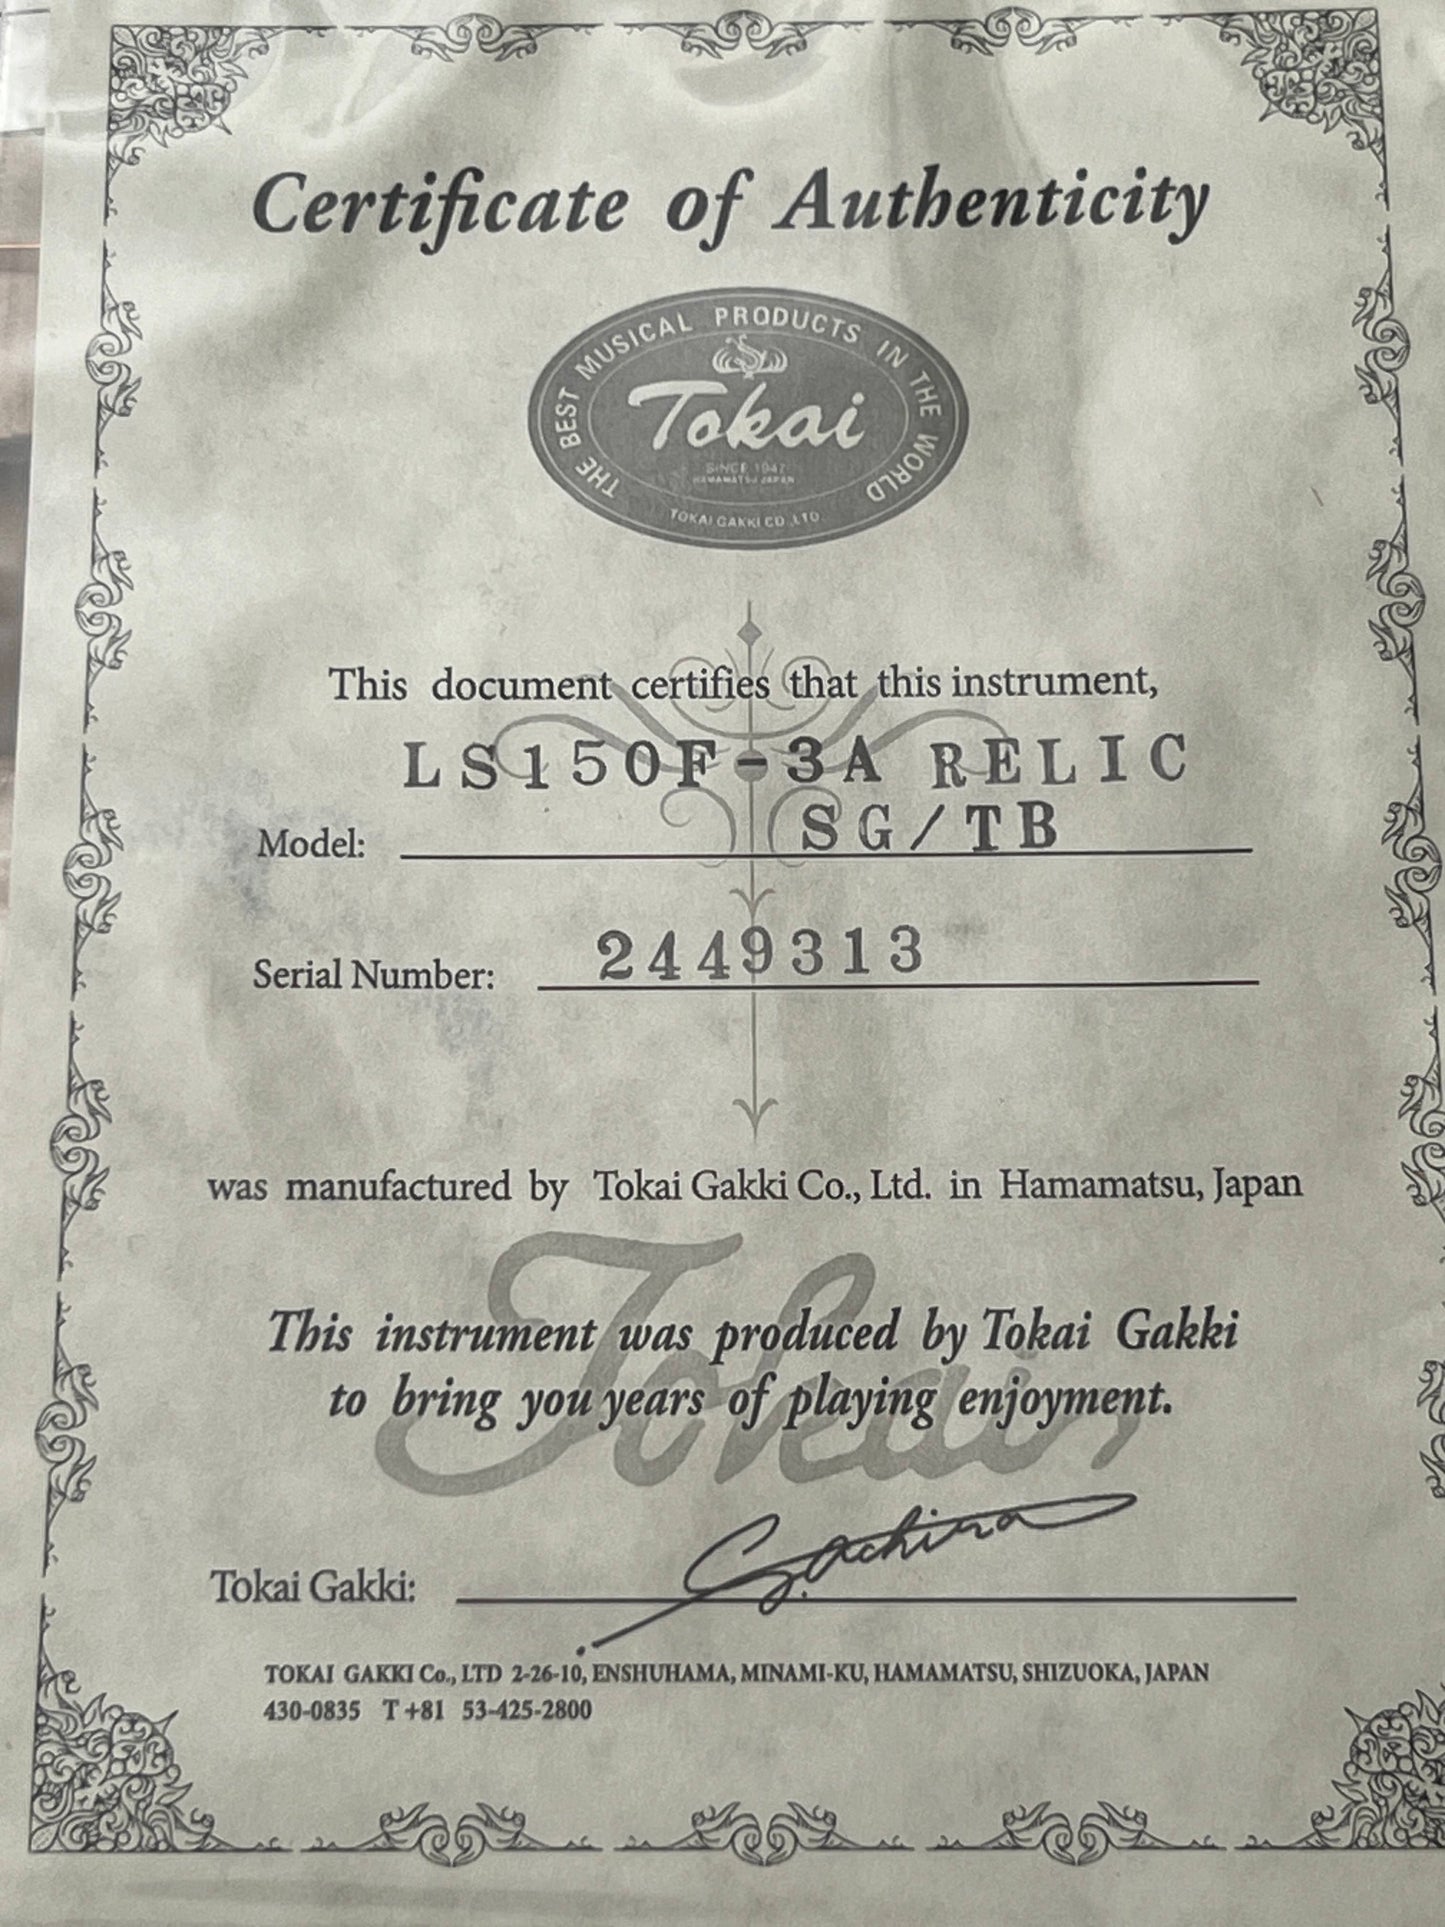 Certificate of Authenticity
THE BEST MUSICAL PRODUCTS IN THE WORLD
Tokai
SINCE 1947
HAMAMATSU JAPAN
TOKAI GAKKI CO., LTD.
This document certifies that this instrument,
LS150F-3A RELIC
SG/TB
Model:
Serial Number: 2449313
was manufactured by Tokai Gakki Co., Ltd. in Hamamatsu, Japan
Tokai
This instrument was produced by Tokai Gakki
to bring you years of playing enjoyment.
Tokai Gakki:
TOKAI GAKKI Co., LTD 2-26-10, ENSHUHAMA, MINAMI-KU, HAMAMATSU, SHIZUOKA, JAPAN
430-0835 T +81 53-425-2800